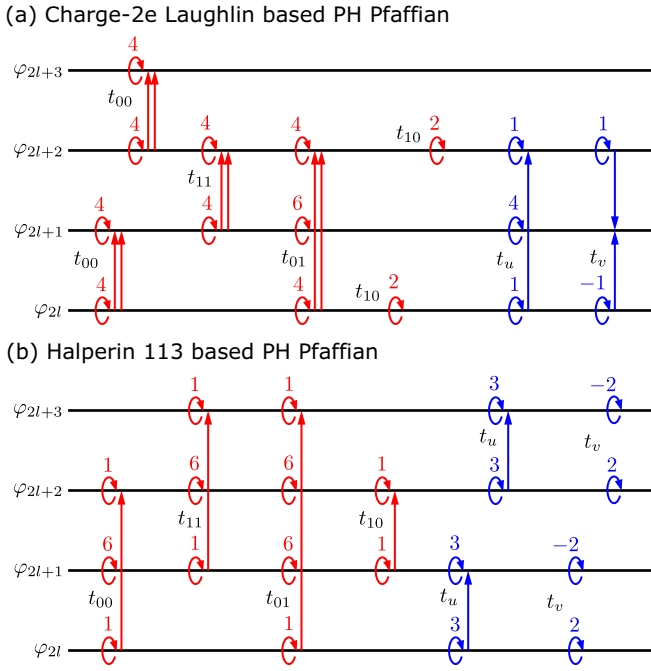 (a) Charge-2e Laughlin based PH Pfaffian
4
φ2l+3
t00
4 4 4 t10 2 1 1
φ2l+2
t11
4 4 6 4
φ2l+1
t00 t01 t10 tu tv
4 4 2 1 −1
φ2l
(b) Halperin 113 based PH Pfaffian
1 1 3 −2
φ2l+3
tu tv
1 6 6 1 3 2
φ2l+2
t11 t10
6 1 6 1 3 −2
φ2l+1
t00 t01 tu tv
1 1 3 2
φ2l